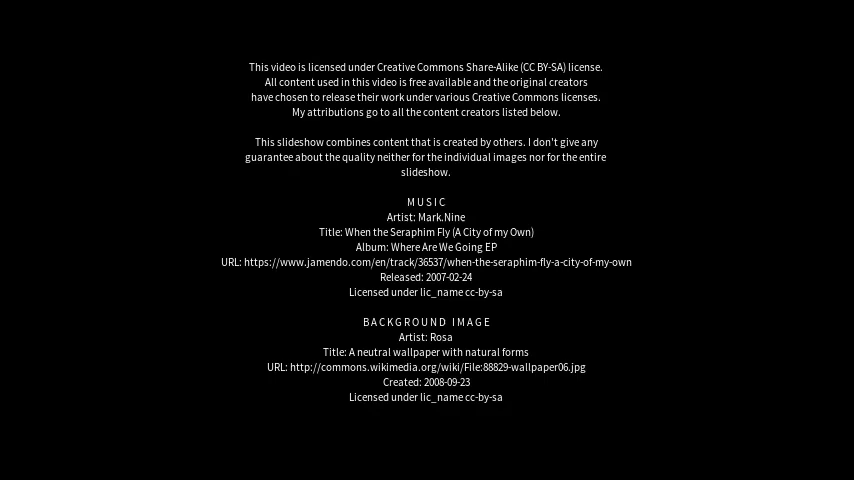 This video is licensed under Creative Commons Share-Alike (CC BY-SA) license.
All content used in this video is free available and the original creators
have chosen to release their work under various Creative Commons licenses.
My attributions go to all the content creators listed below.
This slideshow combines content that is created by others. I don't give any
guarantee about the quality neither for the individual images nor for the entire
slideshow.
MUSIC
Artist: Mark.Nine
Title: When the Seraphim Fly (A City of my Own)
Album: Where Are We Going EP
URL: https://www.jamendo.com/en/track/36537/when-the-seraphim-fly-a-city-of-my-own
Released: 2007-02-24
Licensed under lic_name cc-by-sa
BACKGROUND IMAGE
Artist: Rosa
Title: A neutral wallpaper with natural forms
URL: http://commons.wikimedia.org/wiki/File:88829-wallpaper06.jpg
Created: 2008-09-23
Licensed under lic_name cc-by-sa